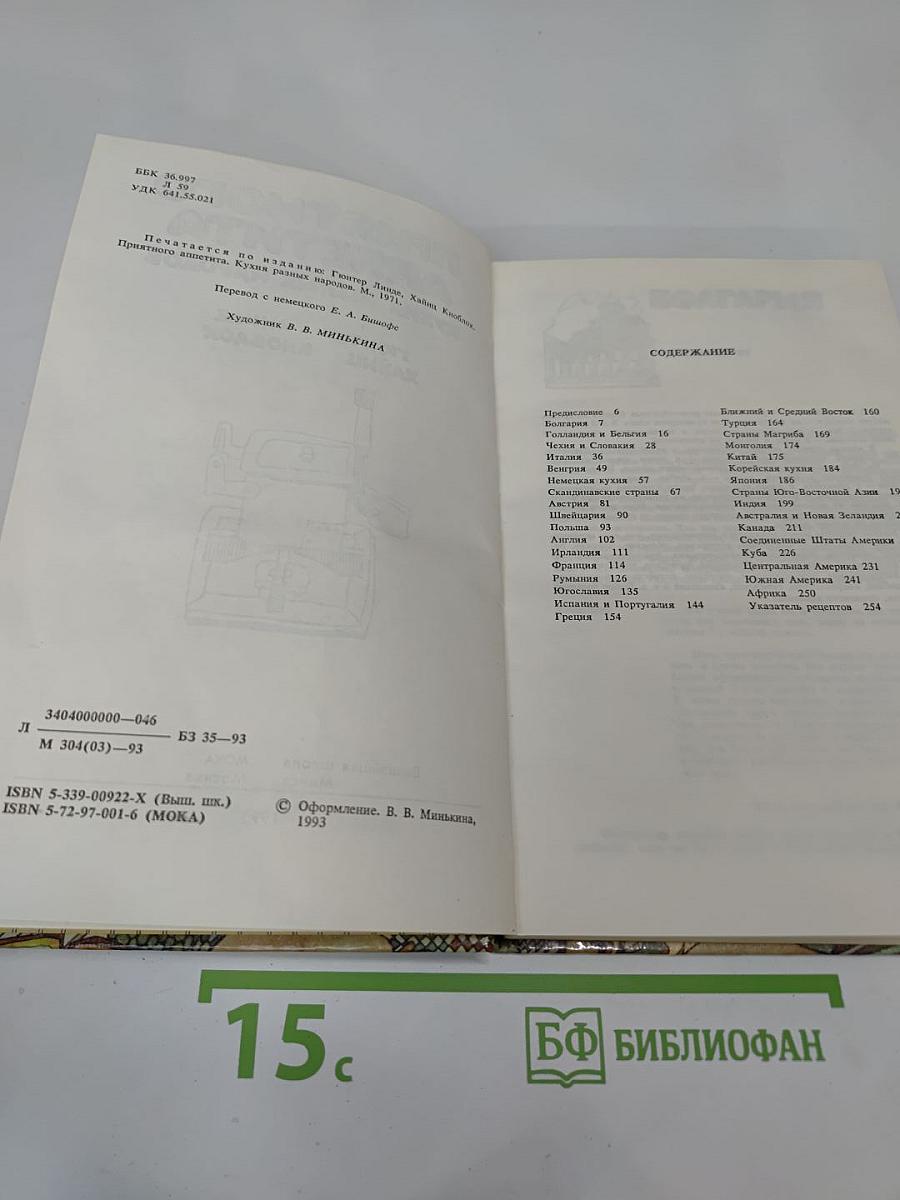 ББК 36.997
Л 59
УДК 641.55.021
Печатается по изданию: Гюнтер Линде, Хайнц Кноблох.
Приятного аппетита. Кухня разных народов. М., 1971.
Перевод с немецкого Е. А. Бишофс
Художник В. В. МИНЬКИНА
Л 3404000000—046
М 304(03)—93
БЗ 35—93
ISBN 5-339-00922-X (Выш. шк.)
ISBN 5-72-97-001-6 (МОКА)
© Оформление. В. В. Минькина,
1993
СОДЕРЖАНИЕ
Предисловие 6
Болгария 7
Голландия и Бельгия 16
Чехия и Словакия 28
Италия 36
Венгрия 49
Немецкая кухня 57
Скандинавские страны 67
Австрия 81
Швейцария 90
Польша 93
Англия 102
Ирландия 111
Франция 114
Румыния 126
Югославия 135
Испания и Португалия 144
Греция 154
Ближний и Средний Восток 160
Турция 164
Страны Магриба 169
Монголия 174
Китай 175
Корейская кухня 184
Япония 186
Страны Юго-Восточной Азии
Индия 199
Австралия и Новая Зеландия
Канада 211
Соединенные Штаты Америки
Куба 226
Центральная Америка 231
Южная Америка 241
Африка 250
Указатель рецептов 254
15 с
БФ БИБЛИОФАН